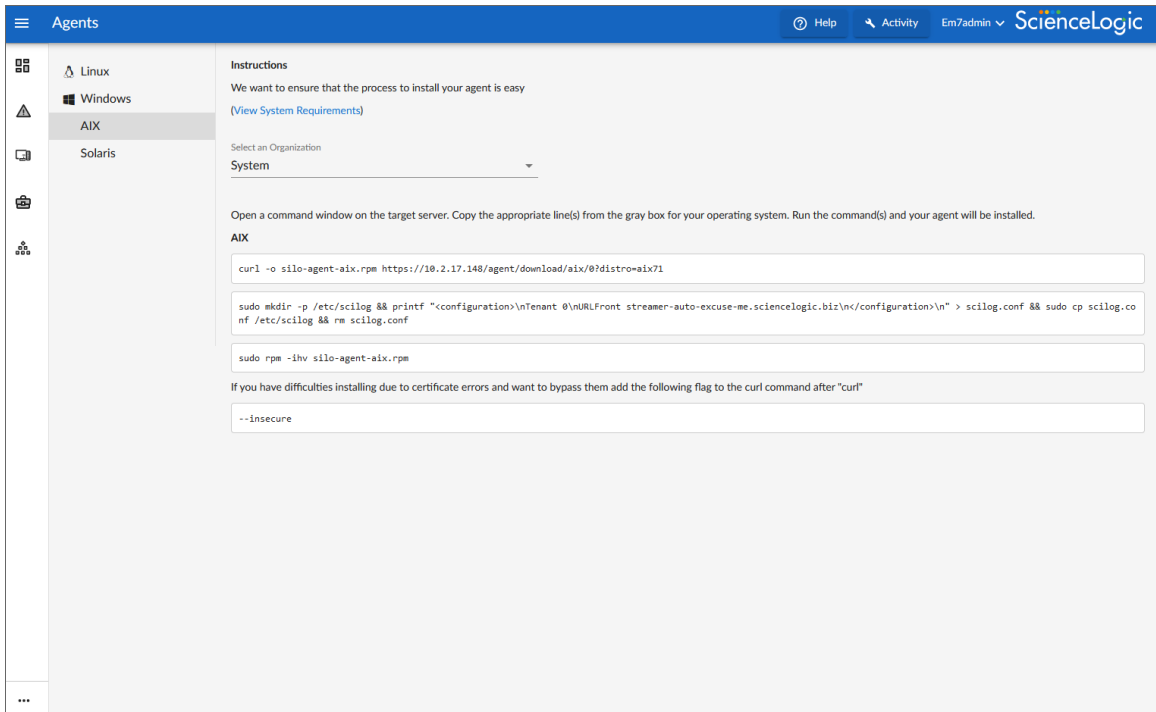 Agents
Help
Activity
Em7admin
ScienceLogic
Linux
Windows
AIX
Solaris
Instructions
We want to ensure that the process to install your agent is easy
(View System Requirements)
Select an Organization
System
Open a command window on the target server. Copy the appropriate line(s) from the gray box for your operating system. Run the command(s) and your agent will be installed.
AIX
curl -o silo-agent-aix.rpm https://10.2.17.148/agent/download/aix/0?distro=aix71
sudo mkdir -p /etc/scilog && printf "<configuration>\nTenant 0\nURLFront streamer-auto-excuse-me.sciencelogic.biz\n</configuration>\n" > scilog.conf && sudo cp scilog.co
nf /etc/scilog && rm scilog.conf
sudo rpm -ihv silo-agent-aix.rpm
If you have difficulties installing due to certificate errors and want to bypass them add the following flag to the curl command after "curl"
--insecure